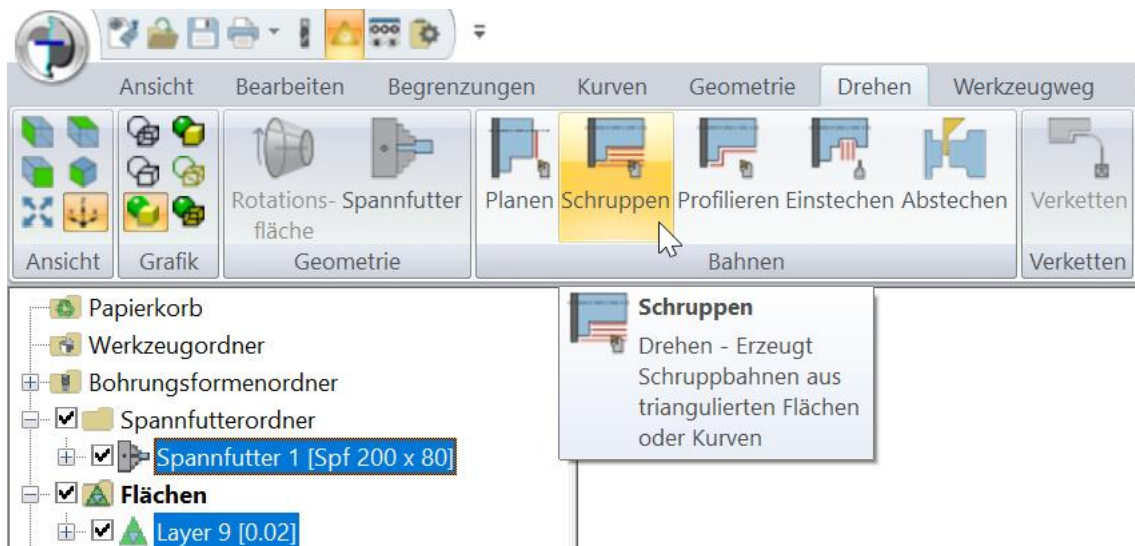 Ansicht Bearbeiten Begrenzungen Kurven Geometrie Drehen Werkzeugweg
Rotations- Spannfutter Planen Schruppen Profilieren Einstechen Abstechen Verketten
fläche
Ansicht Grafik Geometrie Bahnen Verketten
Papierkorb
Werkzeugordner
Bohrungsformenordner
Spannfutterordner
Spannfutter 1 [Spf 200 x 80]
Flächen
Layer 9 [0.02]
Schruppen
Drehen - Erzeugt
Schruppbahnen aus
triangulierten Flächen
oder Kurven